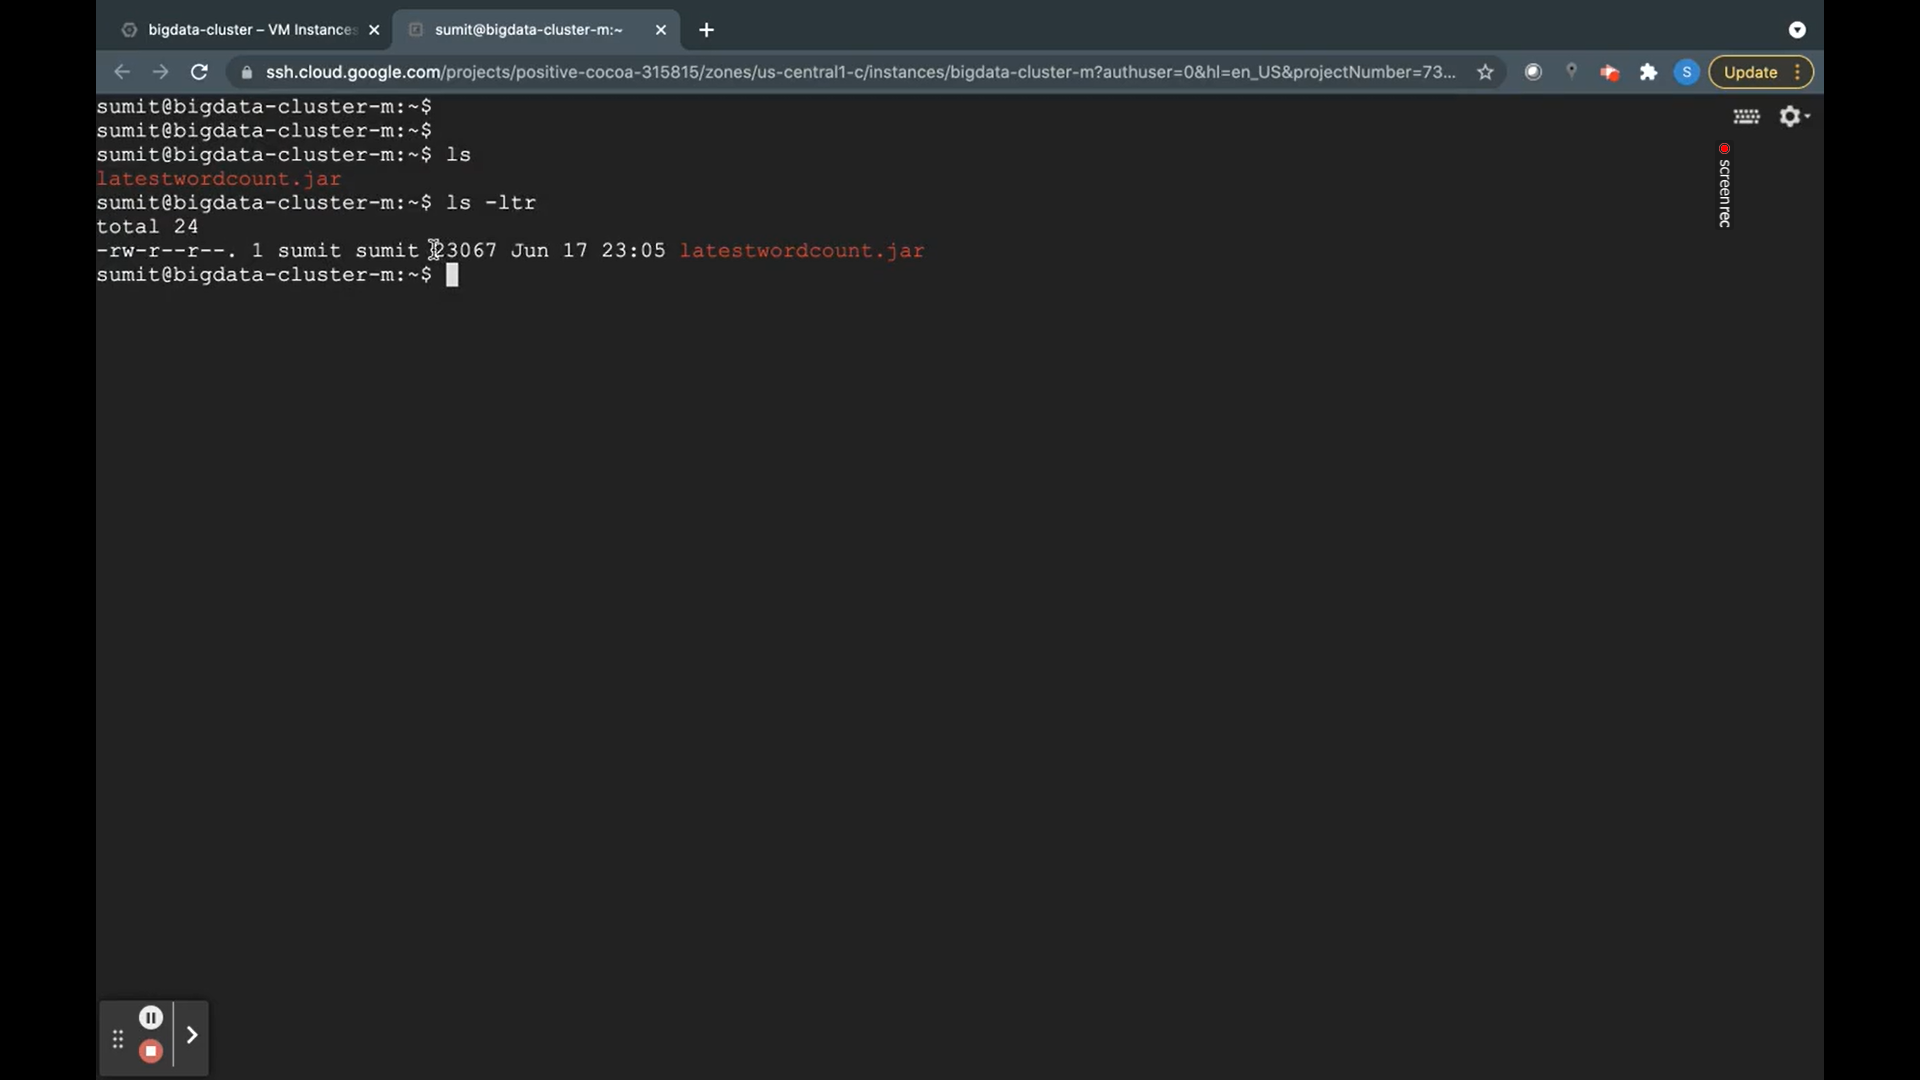 bigdata-cluster – VM Instances
sumit@bigdata-cluster-m:~
ssh.cloud.google.com/projects/positive-cocoa-315815/zones/us-central1-c/instances/bigdata-cluster-m?authuser=0&hl=en_US&projectNumber=73...
S
Update
sumit@bigdata-cluster-m:~$
sumit@bigdata-cluster-m:~$
sumit@bigdata-cluster-m:~$ ls
latestwordcount.jar
sumit@bigdata-cluster-m:~$ ls -ltr
total 24
-rw-r--r--. 1 sumit sumit 23067 Jun 17 23:05 latestwordcount.jar
sumit@bigdata-cluster-m:~$
screenrec